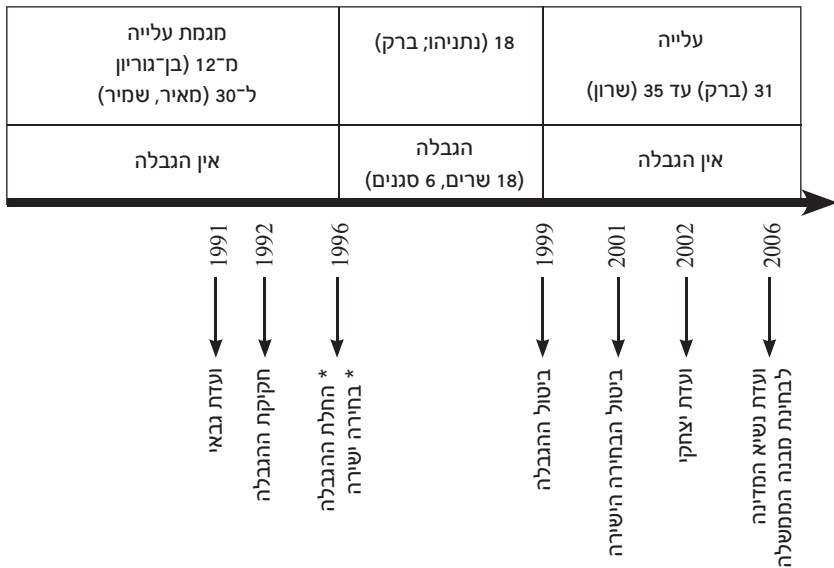 מגמת עלייה
מ־12 (בן־גוריון
ל־30 (מאיר, שמיר)
18 (נתניהו; ברק)
עלייה
31 (ברק) עד 35 (שרון)
אין הגבלה
הגבלה
(18 שרים, 6 סגנים)
אין הגבלה
1991
1992
1996
1999
2001
2002
2006
ועדת גבאי
חקיקת ההגבלה
* החלת ההגבלה
* בחירה ישירה
ביטול ההגבלה
ביטול הבחירה הישירה
ועדת יצחקי
ועדת נשיא המדינה
לבחינת מבנה הממשלה